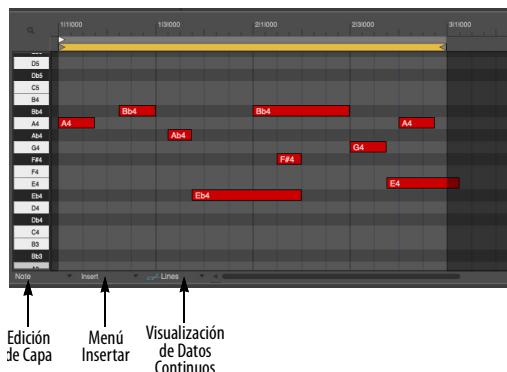 1|1|000 1|3|000 2|1|000 2|3|000 3|1|000
D5
Db5
C5
B4
Bb4 Bb4 Bb4
A4 A4 A4
Ab4 Ab4
G4 G4
F#4 F#4
F4
E4 E4
Eb4 Eb4
D4
Db4
C4
B3
Bb3
Note Insert Lines
Edición
de Capa
Menú
Insertar
Visualización
de Datos
Continuos